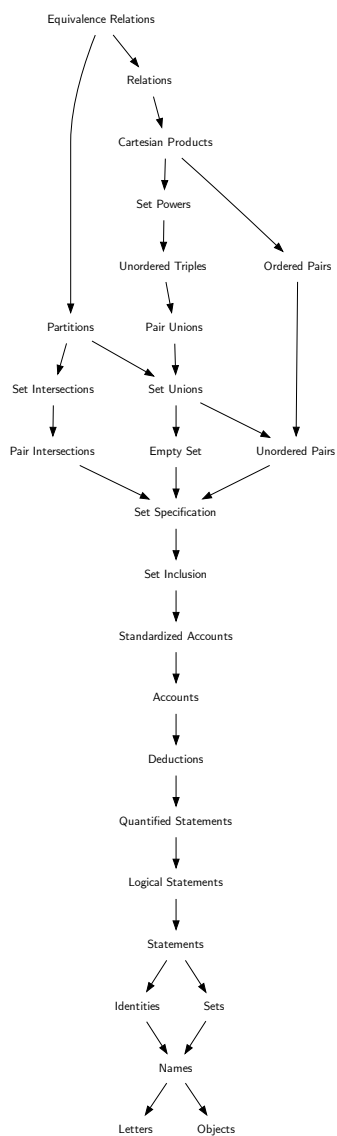 Equivalence Relations
Relations
Cartesian Products
Set Powers
Unordered Triples
Ordered Pairs
Partitions
Pair Unions
Set Intersections
Set Unions
Pair Intersections
Empty Set
Unordered Pairs
Set Specification
Set Inclusion
Standardized Accounts
Accounts
Deductions
Quantified Statements
Logical Statements
Statements
Identities
Sets
Names
Letters
Objects